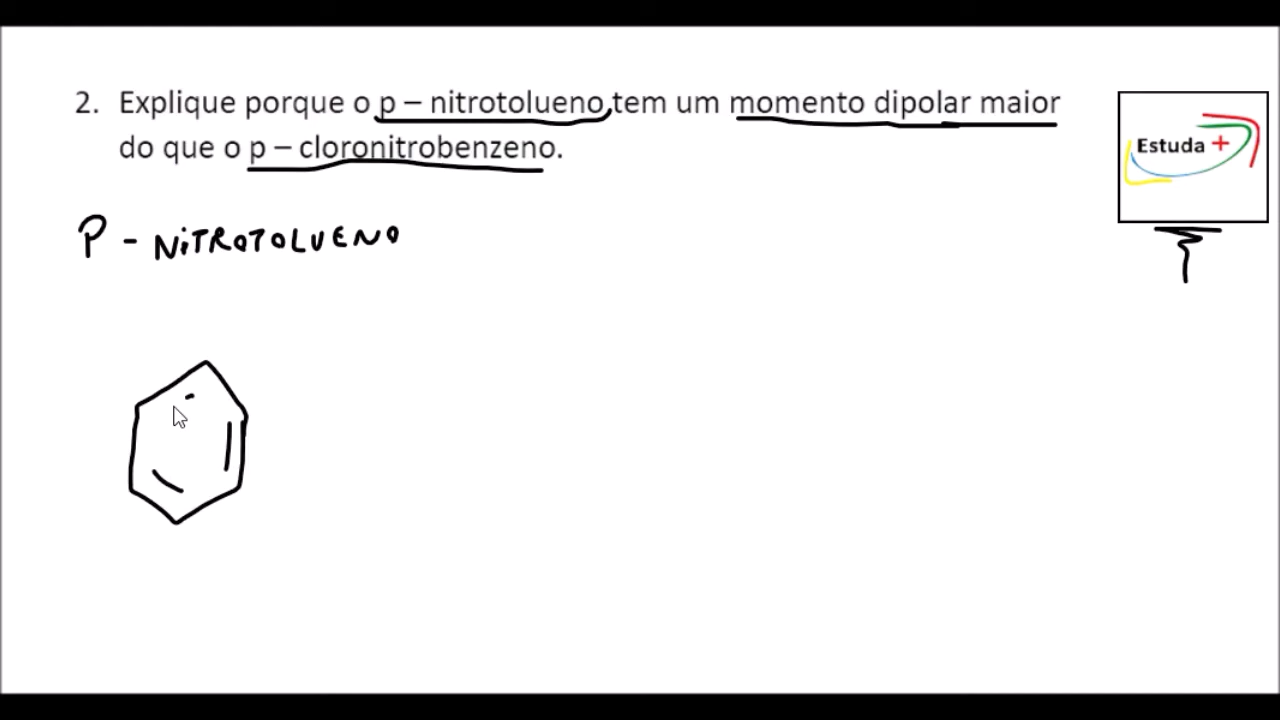 2. Explique porque o p – nitrotolueno tem um momento dipolar maior
do que o p – cloronitrobenzeno.
Estuda +
P - NiTROTOLUENO